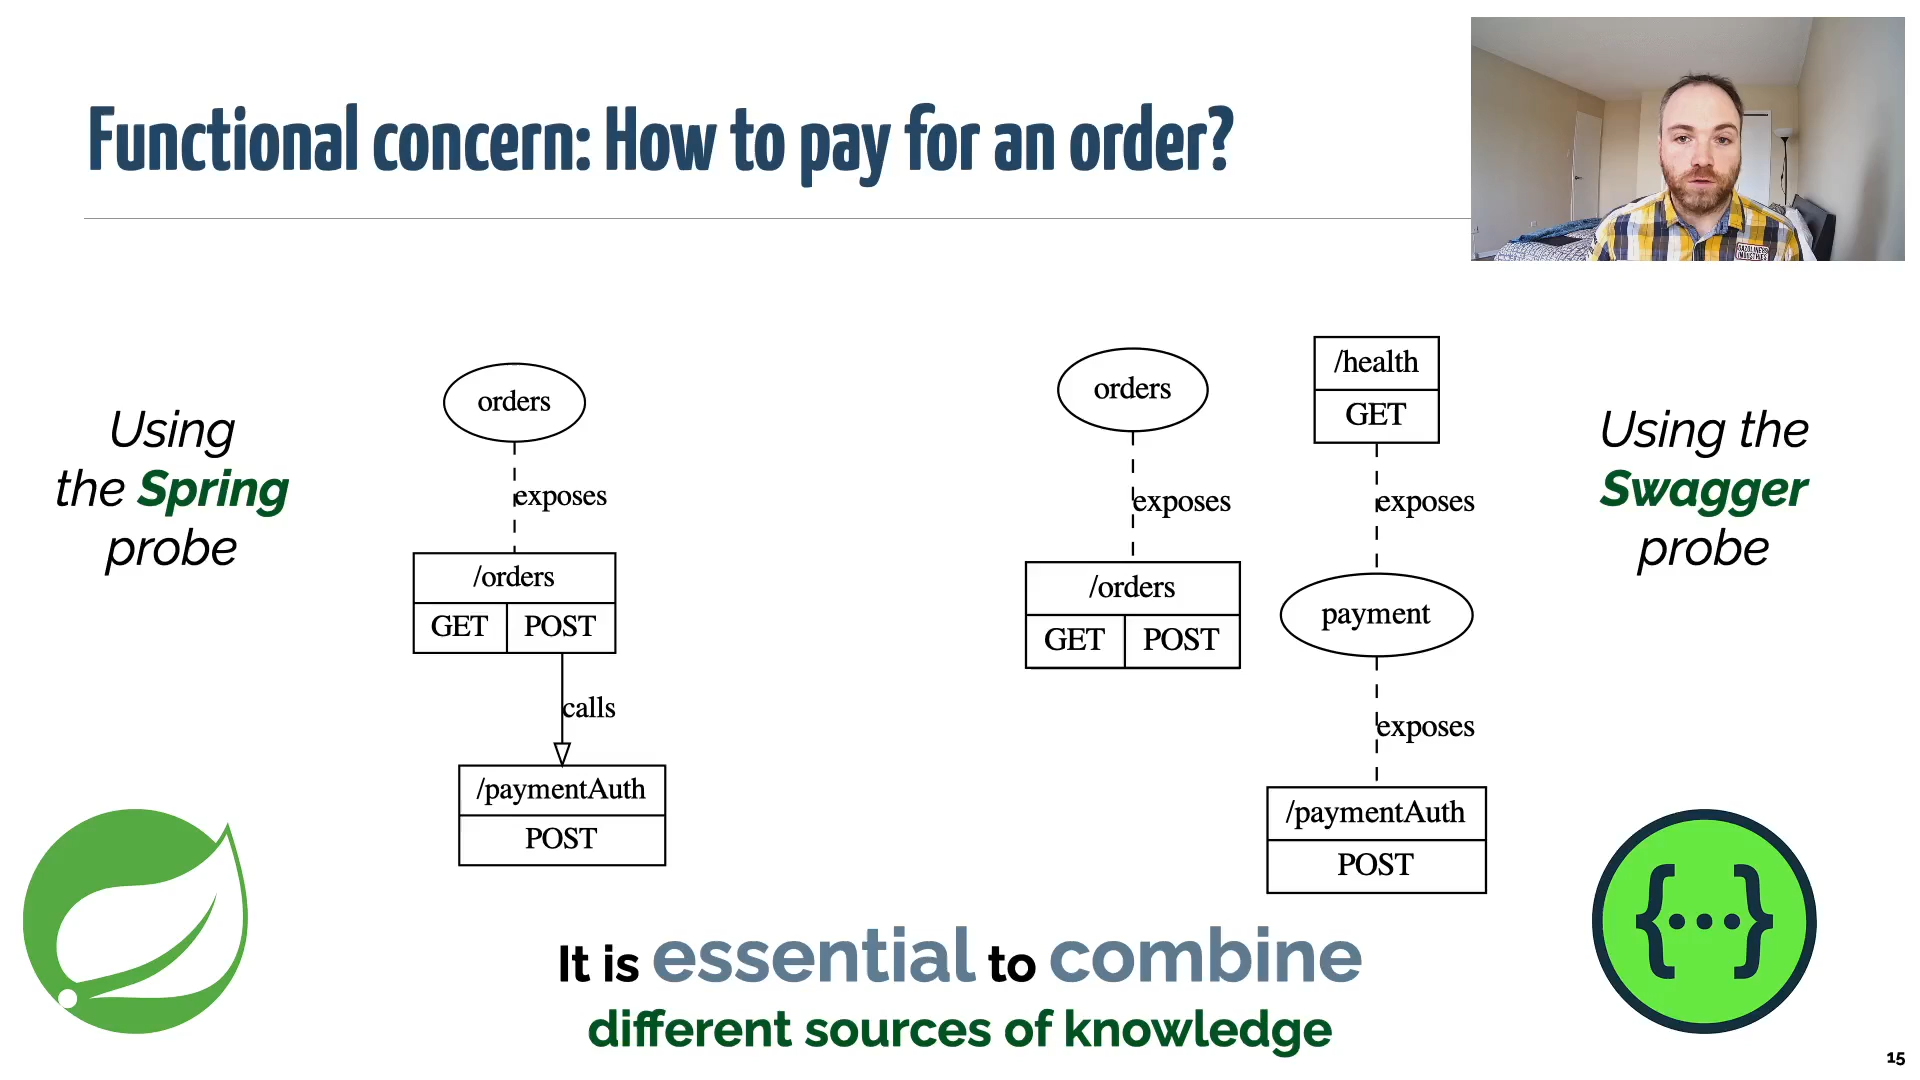 Functional concern: How to pay for an order?
GAZOLINERS
INDUSTRIES
Using
the Spring
probe
orders
exposes
/orders
GET POST
calls
/paymentAuth
POST
orders
exposes
/orders
GET POST
/health
GET
exposes
payment
exposes
/paymentAuth
POST
Using the
Swagger
probe
{...}
It is essential to combine
different sources of knowledge
15